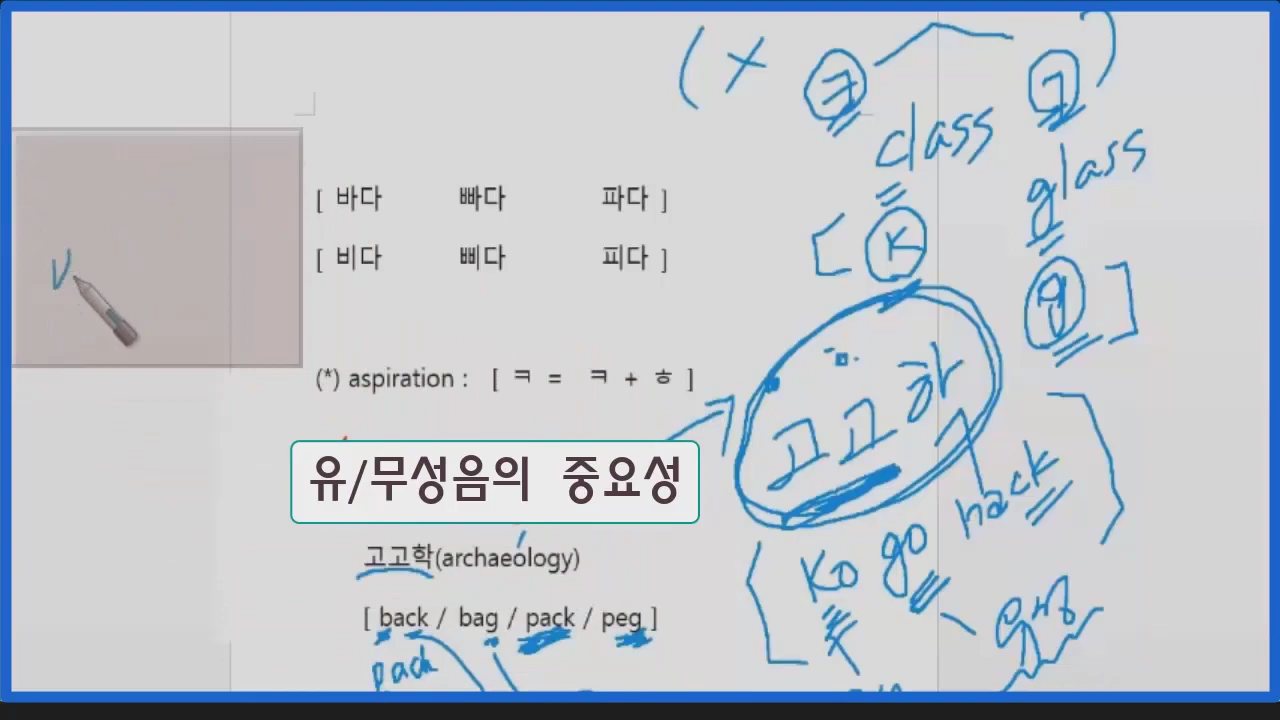 ( X ㅋ ㄱ )
class
glass
[ 바다 빠다 파다 ]
[ 비다 삐다 피다 ]
[ K g ]
(*) aspiration : [ ㅋ = ㅋ + ㅎ ]
고고학
유/무성음의 중요성
고고학(archaeology)
Ko go hack
[ back / bag / pack / peg ]
pack